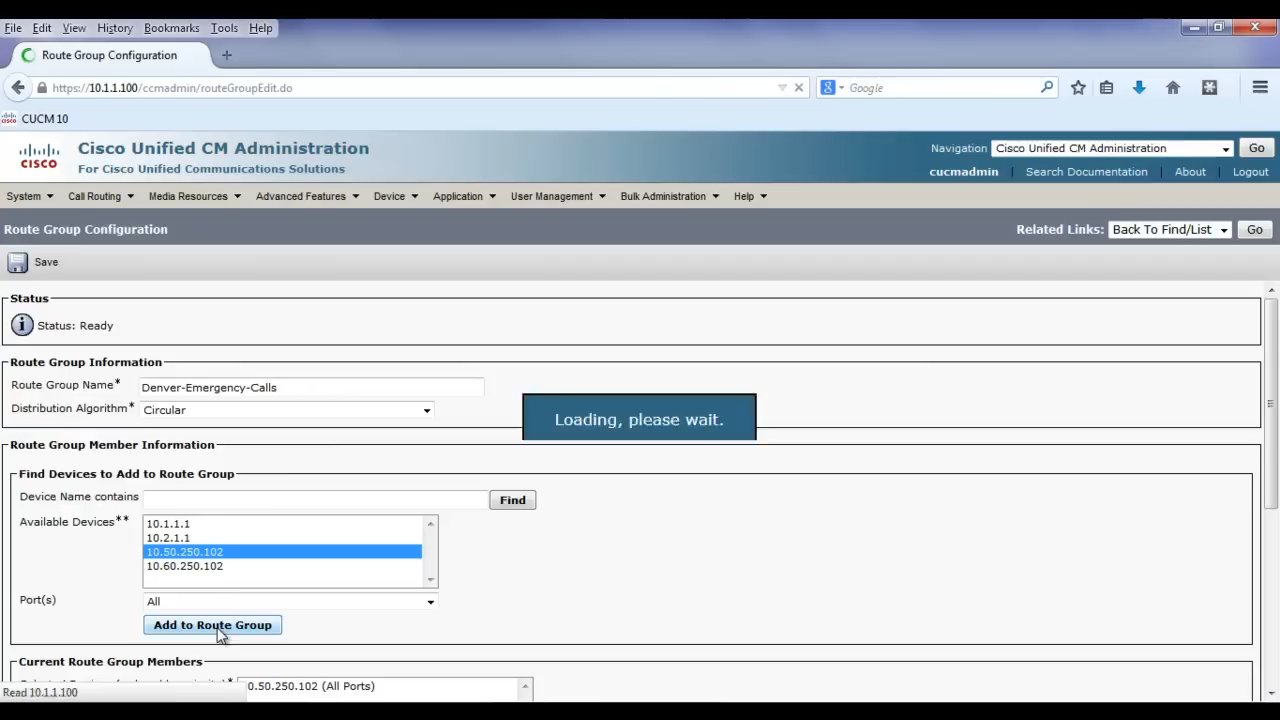 File Edit View History Bookmarks Tools Help
Route Group Configuration
https://10.1.1.100/ccmadmin/routeGroupEdit.do
Google
CUCM 10
CISCO
Cisco Unified CM Administration
For Cisco Unified Communications Solutions
Navigation Cisco Unified CM Administration Go
cucmadmin | Search Documentation | About | Logout
System Call Routing Media Resources Advanced Features Device Application User Management Bulk Administration Help
Route Group Configuration
Related Links: Back To Find/List Go
Save
Status
Status: Ready
Route Group Information
Route Group Name* Denver-Emergency-Calls
Distribution Algorithm* Circular
Loading, please wait.
Route Group Member Information
Find Devices to Add to Route Group
Device Name contains Find
Available Devices**
10.1.1.1
10.2.1.1
10.50.250.102
10.60.250.102
Port(s) All
Add to Route Group
Current Route Group Members
0.50.250.102 (All Ports)
Read 10.1.1.100